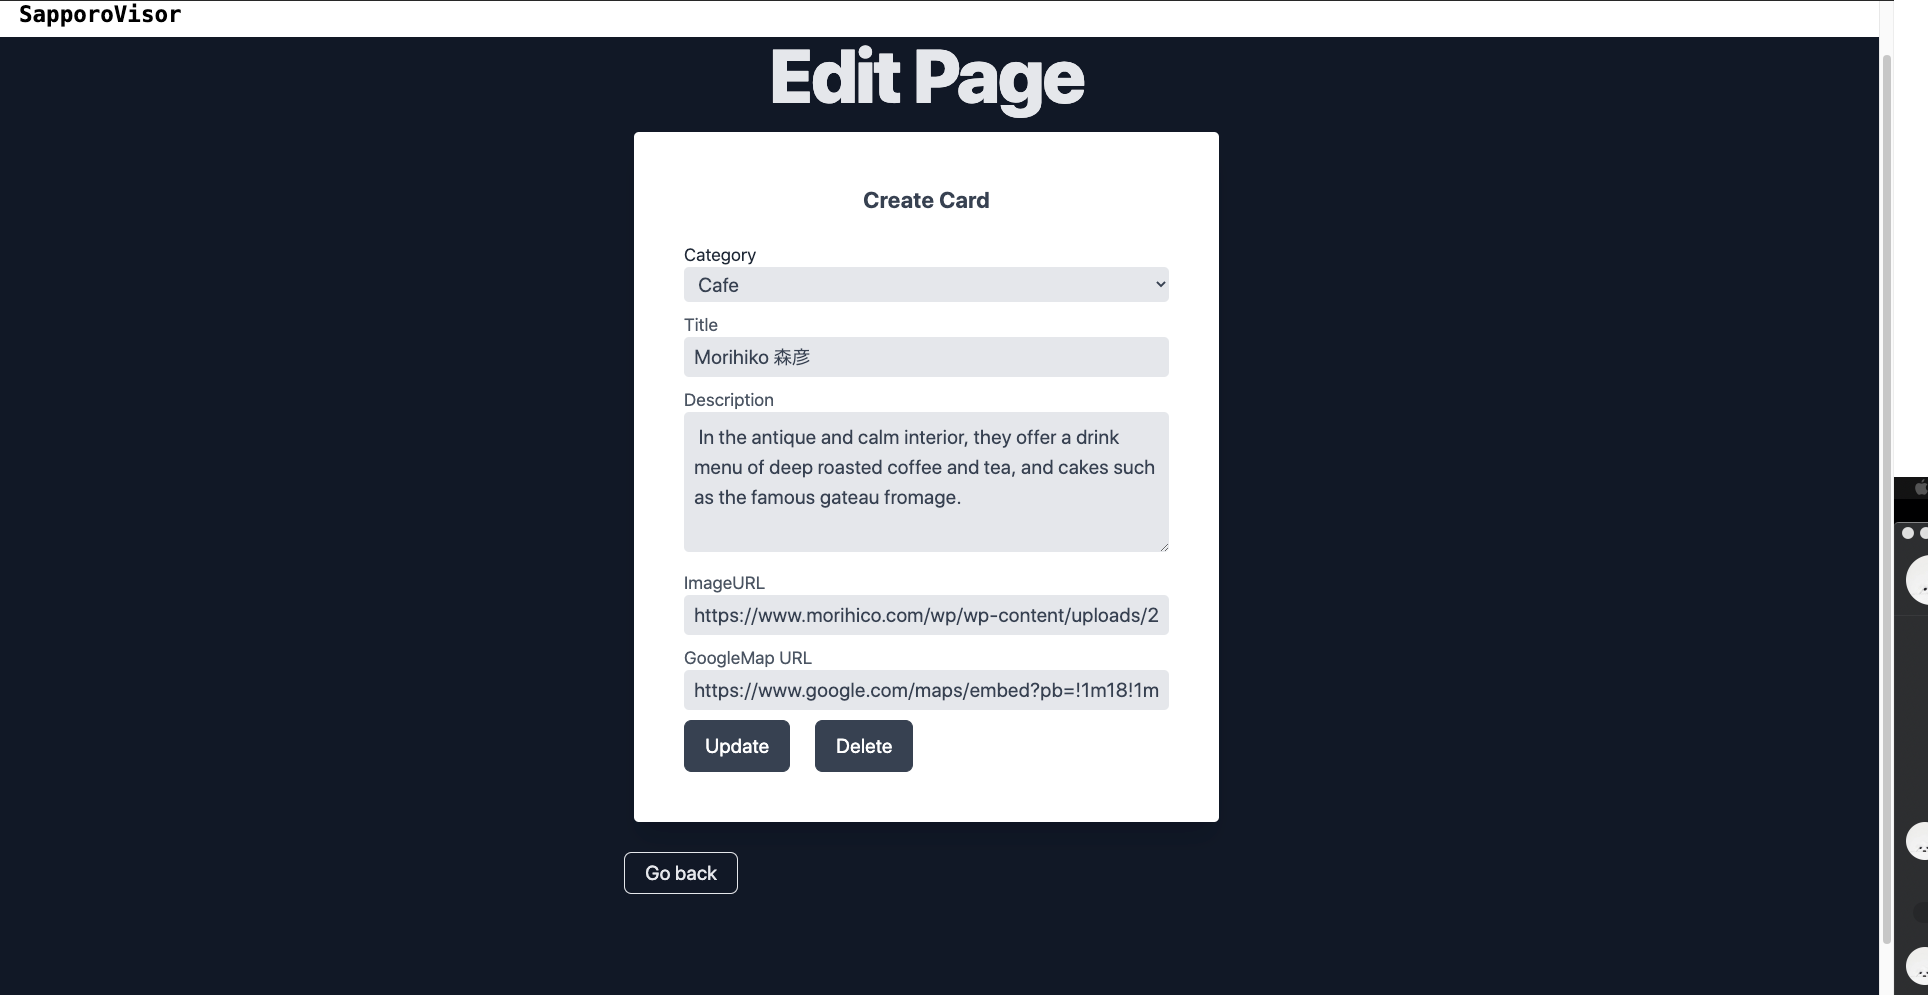 SapporoVisor
Edit Page
Create Card
Category
Cafe
Title
Morihiko 森彦
Description
In the antique and calm interior, they offer a drink
menu of deep roasted coffee and tea, and cakes such
as the famous gateau fromage.
ImageURL
https://www.morihico.com/wp/wp-content/uploads/2
GoogleMap URL
https://www.google.com/maps/embed?pb=!1m18!1m
Update Delete
Go back